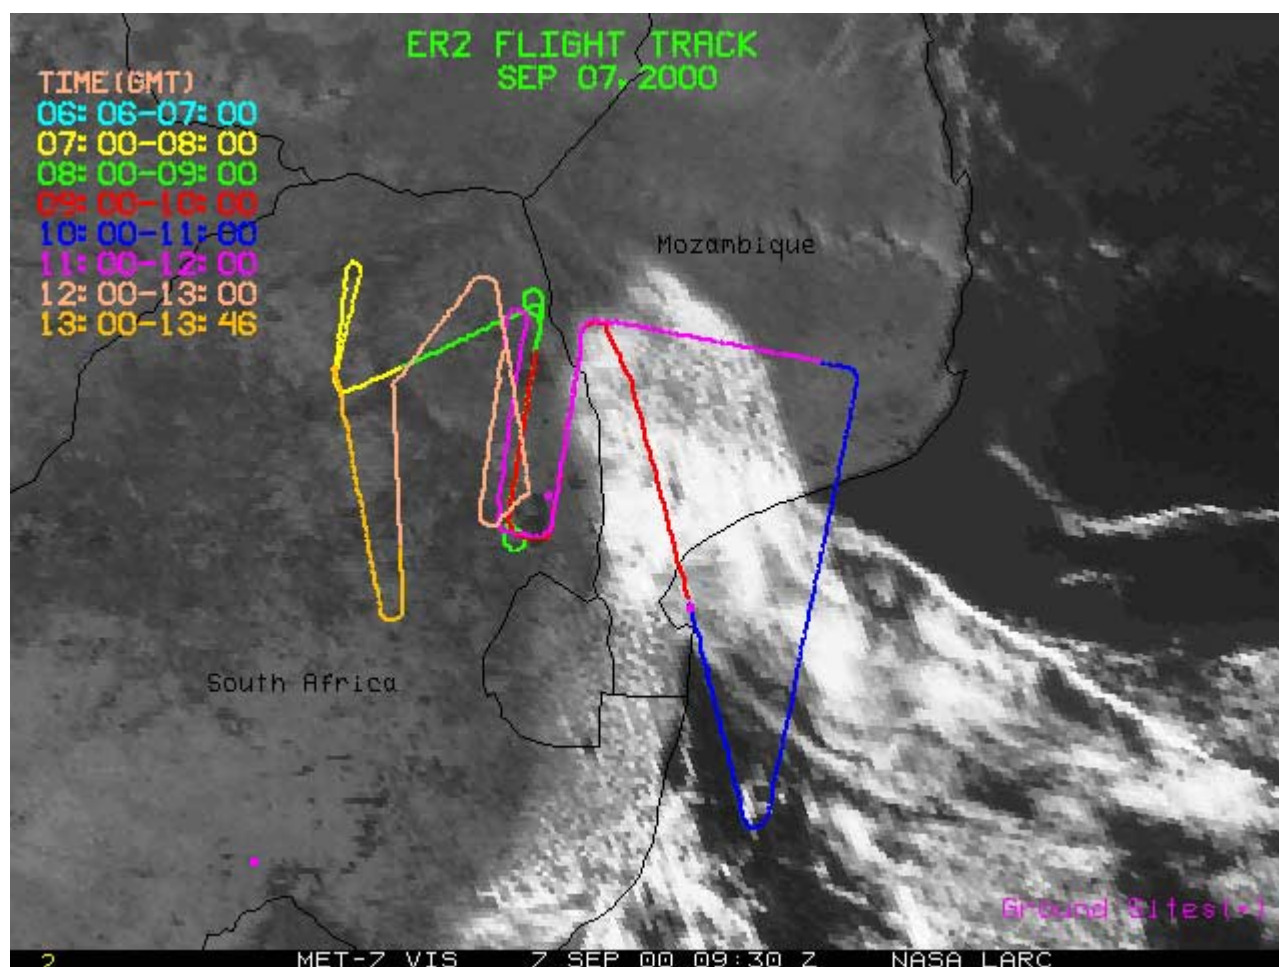 ER2 FLIGHT TRACK
SEP 07, 2000
TIME(GMT)
06:06-07:00
07:00-08:00
08:00-09:00
09:00-10:00
10:00-11:00
11:00-12:00
12:00-13:00
13:00-13:46
Mozambique
South Africa
Ground Sites(*)
2 MET-7 VIS 7 SEP 00 09:30 Z NASA LARC